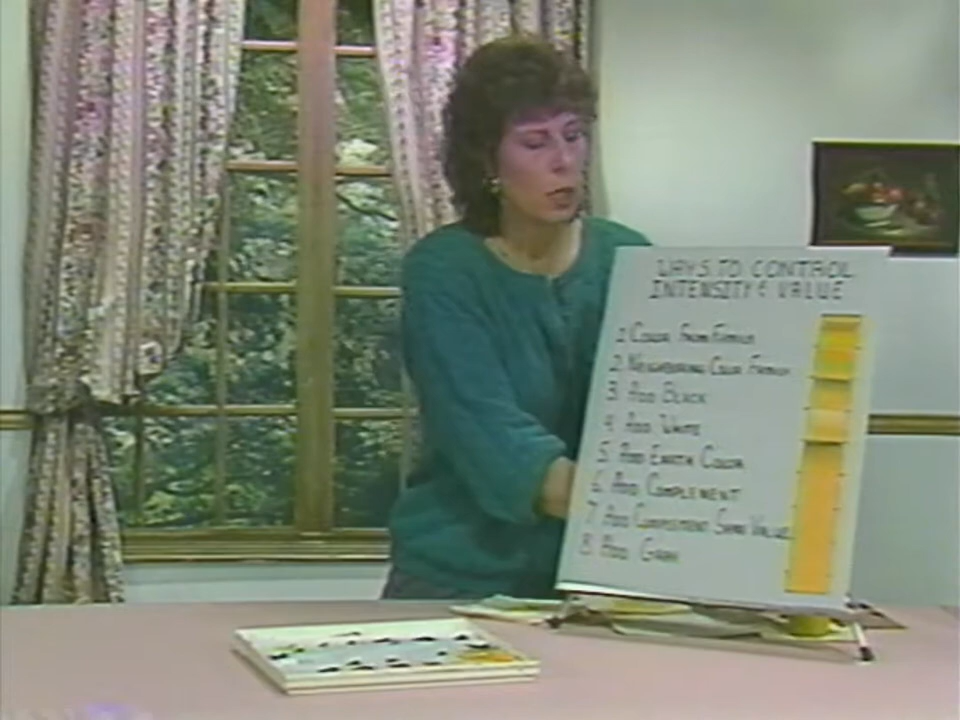 WAYS TO CONTROL
INTENSITY & VALUE
1. COLOR FROM FAMILY
2. NEIGHBORING COLOR FAMILY
3. ADD BLACK
4. ADD WHITE
5. ADD EARTH COLOR
6. ADD COMPLEMENT
7. ADD COMPLEMENT SAME VALUE
8. ADD GRAY